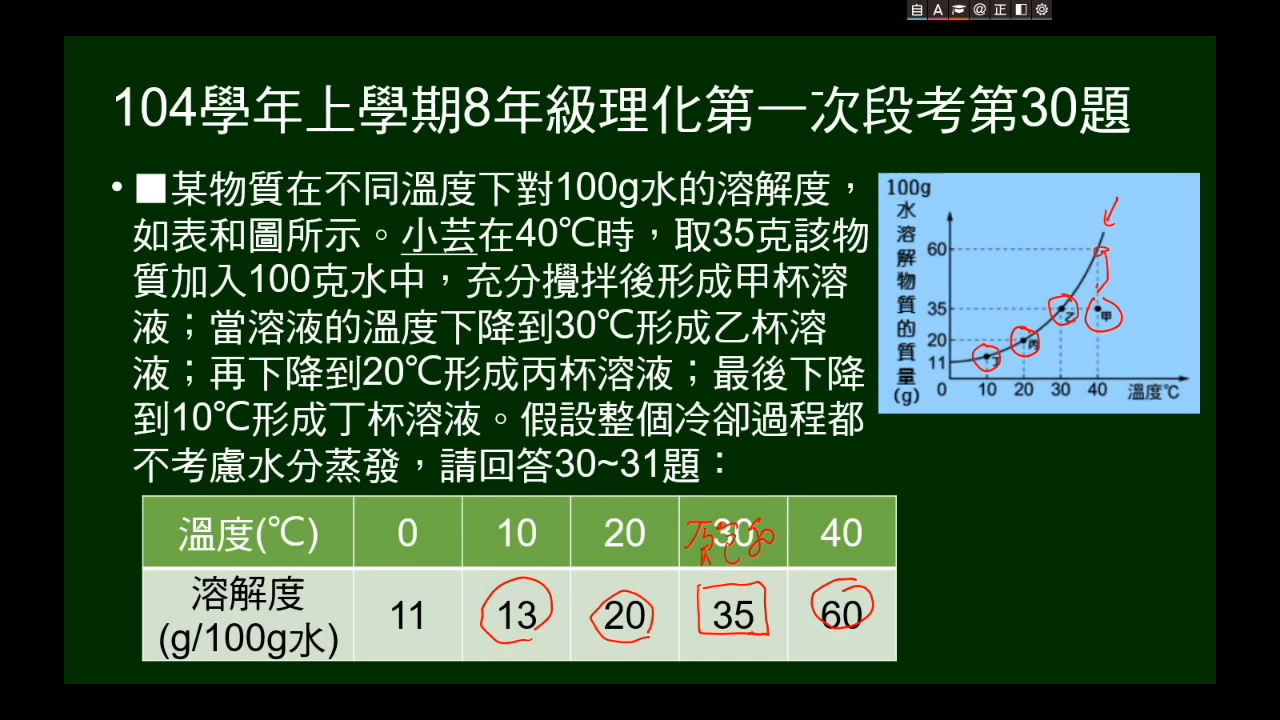 自 A @ 正
104學年上學期8年級理化第一次段考第30題
• ■某物質在不同溫度下對100g水的溶解度，
如表和圖所示。小芸在40℃時，取35克該物
質加入100克水中，充分攪拌後形成甲杯溶
液；當溶液的溫度下降到30℃形成乙杯溶
液；再下降到20℃形成丙杯溶液；最後下降
到10℃形成丁杯溶液。假設整個冷卻過程都
不考慮水分蒸發，請回答30~31題：
100g
水溶解物質的質量
(g)
60
35
20
11
甲
乙
丙
丁
0 10 20 30 40 溫度℃
溫度(℃) 0 10 20 30 40
溶解度
(g/100g水) 11 13 20 35 60